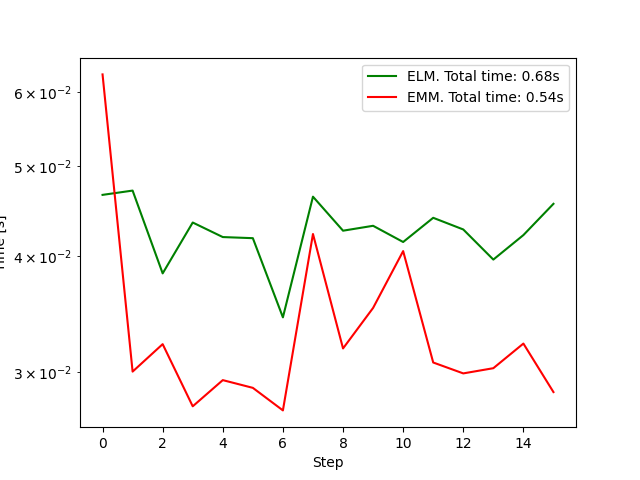 ELM. Total time: 0.68s
EMM. Total time: 0.54s
6 × 10⁻²
5 × 10⁻²
4 × 10⁻²
3 × 10⁻²
Time [s]
0 2 4 6 8 10 12 14
Step